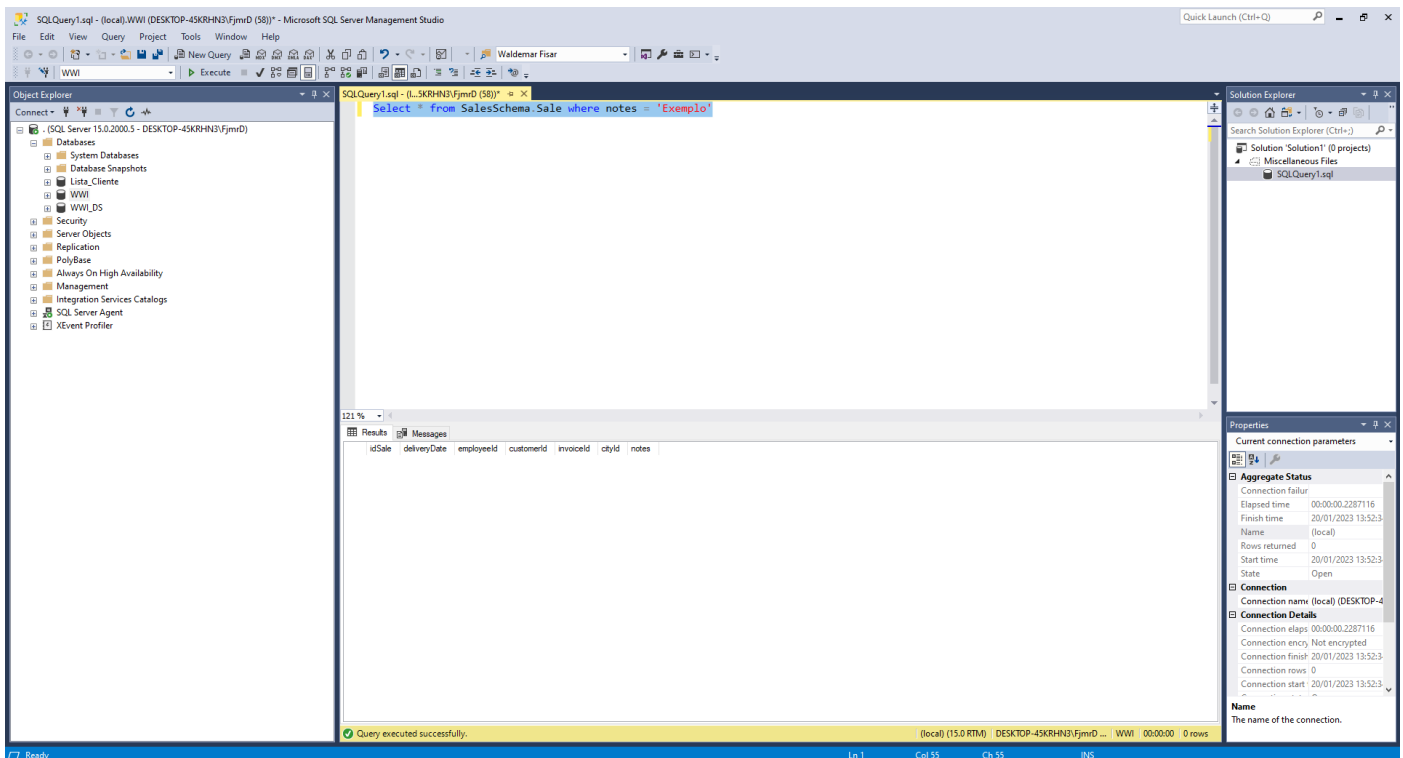 SQLQuery1.sql - (local).WWI (DESKTOP-45KRHN3\FjmrD (58))* - Microsoft SQL Server Management Studio
Quick Launch (Ctrl+Q)
File Edit View Query Project Tools Window Help
New Query
Waldemar Fisar
WWI
Execute
Object Explorer
Connect
. (SQL Server 15.0.2000.5 - DESKTOP-45KRHN3\FjmrD)
Databases
System Databases
Database Snapshots
Lista_Cliente
WWI
WWI_DS
Security
Server Objects
Replication
PolyBase
Always On High Availability
Management
Integration Services Catalogs
SQL Server Agent
XEvent Profiler
SQLQuery1.sql - (l...5KRHN3\FjmrD (58))*
Select * from SalesSchema.Sale where notes = 'Exemplo'
121 %
Results Messages
idSale deliveryDate employeeId customerId invoiceId cityId notes
Query executed successfully.
(local) (15.0 RTM) DESKTOP-45KRHN3\FjmrD ... WWI 00:00:00 0 rows
Solution Explorer
Search Solution Explorer (Ctrl+;)
Solution 'Solution1' (0 projects)
Miscellaneous Files
SQLQuery1.sql
Properties
Current connection parameters
Aggregate Status
Connection failur
Elapsed time 00:00:00.2287116
Finish time 20/01/2023 13:52:3
Name (local)
Rows returned 0
Start time 20/01/2023 13:52:3
State Open
Connection
Connection name (local) (DESKTOP-4
Connection Details
Connection elaps 00:00:00.2287116
Connection encry Not encrypted
Connection finish 20/01/2023 13:52:3
Connection rows 0
Connection start 20/01/2023 13:52:3
Name
The name of the connection.
Ready
Ln 1 Col 55 Ch 55 INS